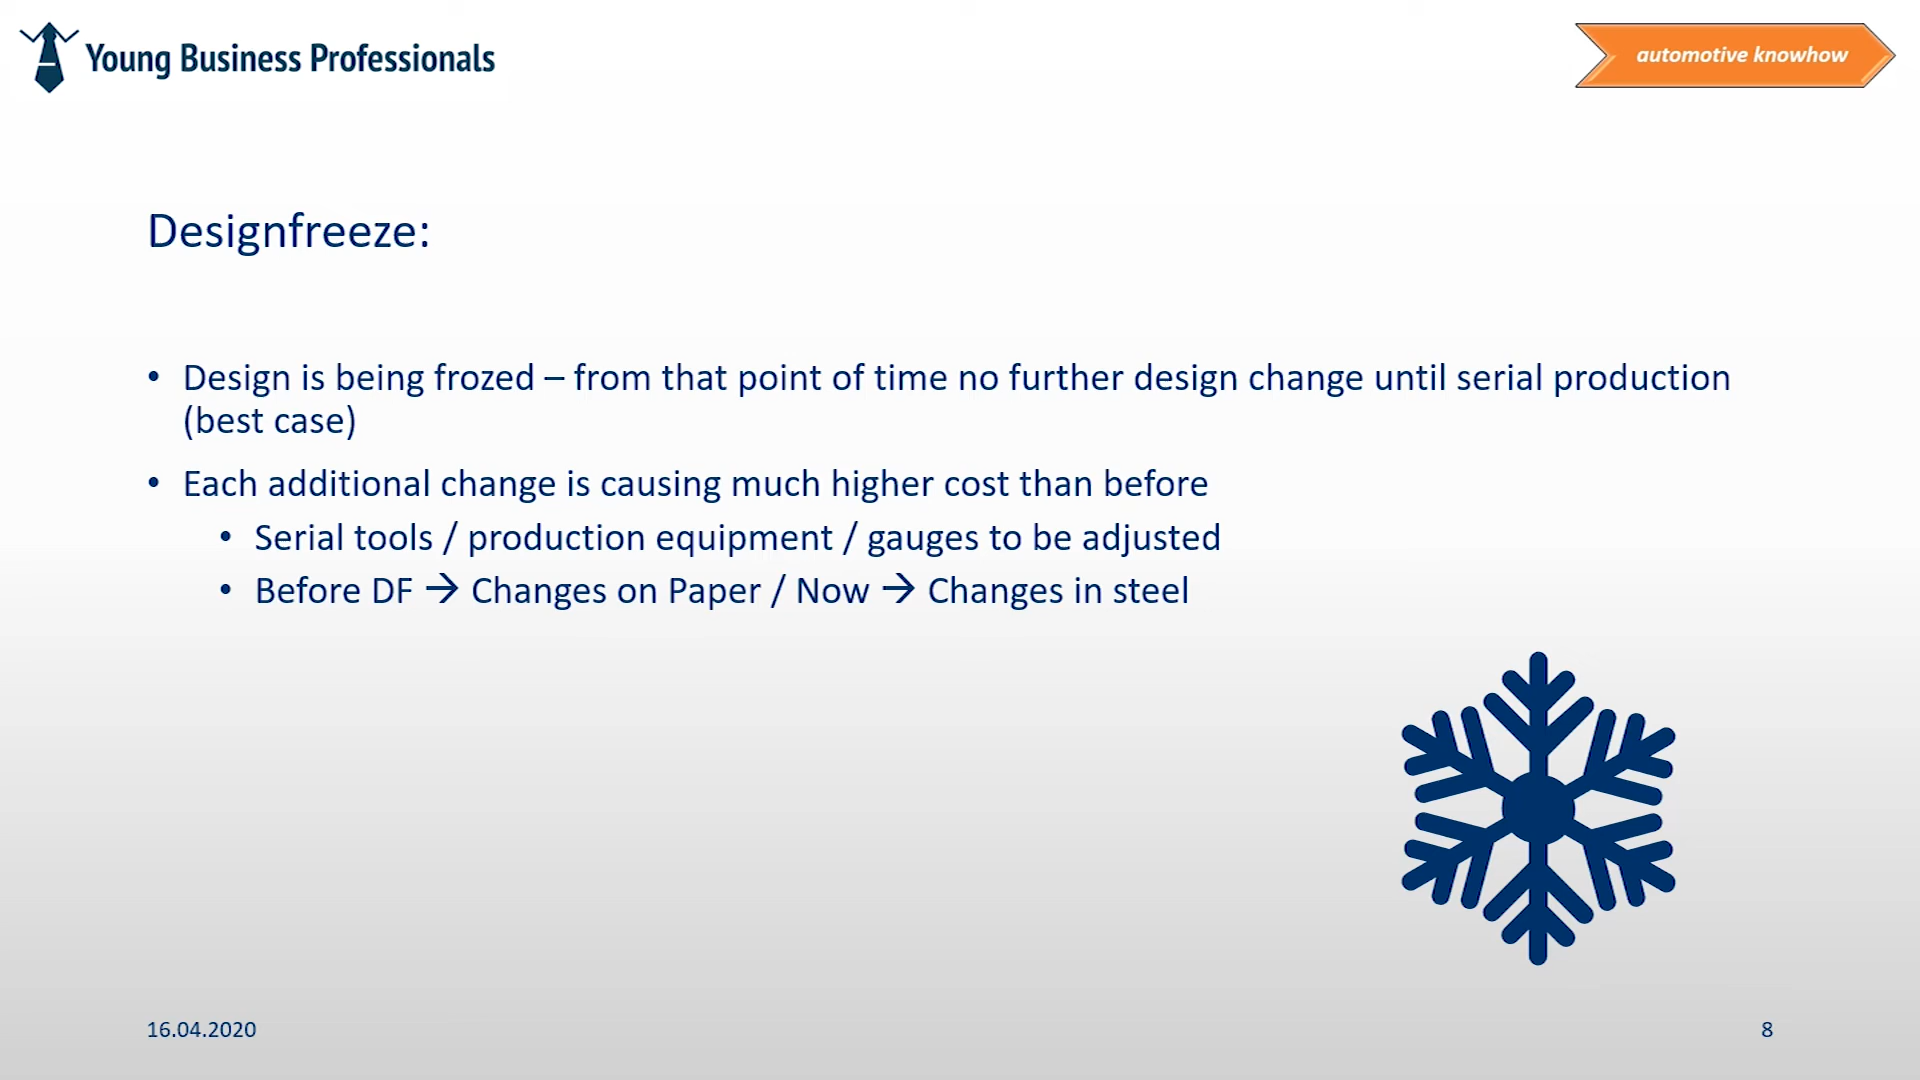 Young Business Professionals
automotive knowhow
Designfreeze:
• Design is being frozed – from that point of time no further design change until serial production
(best case)
• Each additional change is causing much higher cost than before
• Serial tools / production equipment / gauges to be adjusted
• Before DF → Changes on Paper / Now → Changes in steel
16.04.2020
8